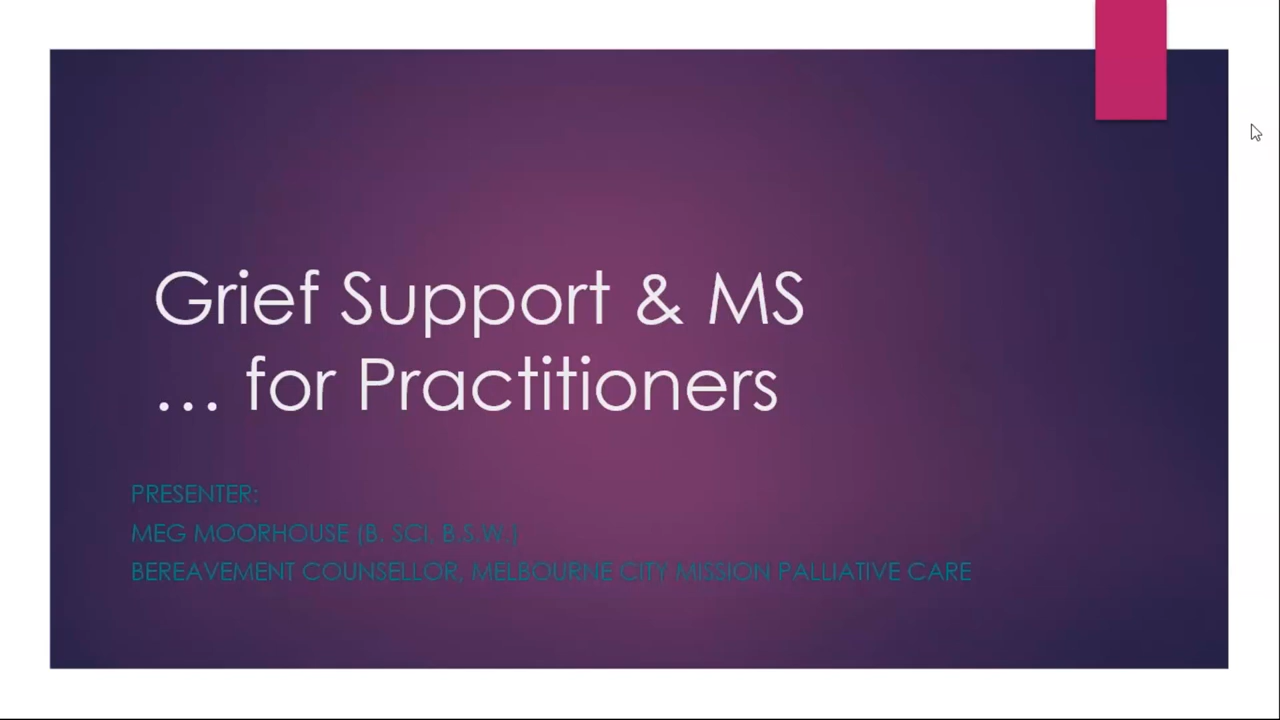 Grief Support & MS
… for Practitioners
PRESENTER:
MEG MOORHOUSE (B. SCI, B.S.W.)
BEREAVEMENT COUNSELLOR, MELBOURNE CITY MISSION PALLIATIVE CARE